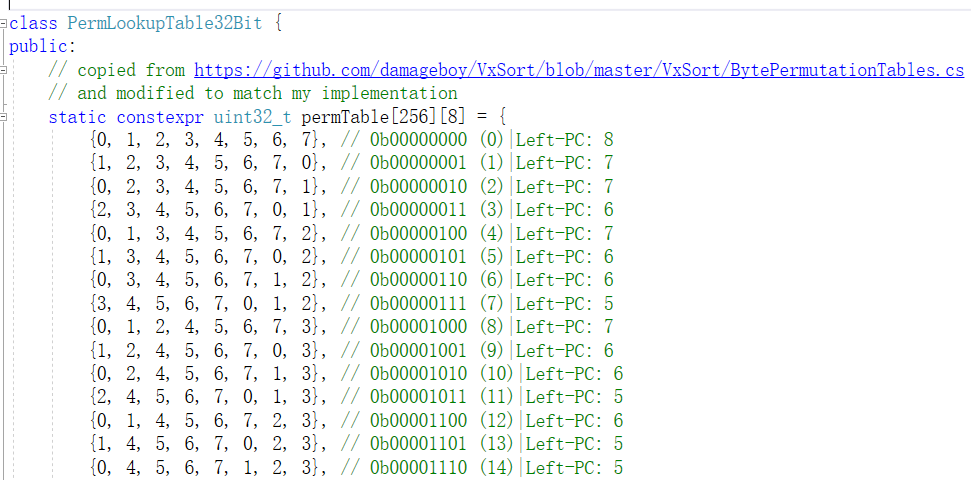 class PermLookupTable32Bit {
public:
    // copied from https://github.com/damageboy/VxSort/blob/master/VxSort/BytePermutationTables.cs
    // and modified to match my implementation
    static constexpr uint32_t permTable[256][8] = {
        {0, 1, 2, 3, 4, 5, 6, 7}, // 0b00000000 (0)|Left-PC: 8
        {1, 2, 3, 4, 5, 6, 7, 0}, // 0b00000001 (1)|Left-PC: 7
        {0, 2, 3, 4, 5, 6, 7, 1}, // 0b00000010 (2)|Left-PC: 7
        {2, 3, 4, 5, 6, 7, 0, 1}, // 0b00000011 (3)|Left-PC: 6
        {0, 1, 3, 4, 5, 6, 7, 2}, // 0b00000100 (4)|Left-PC: 7
        {1, 3, 4, 5, 6, 7, 0, 2}, // 0b00000101 (5)|Left-PC: 6
        {0, 3, 4, 5, 6, 7, 1, 2}, // 0b00000110 (6)|Left-PC: 6
        {3, 4, 5, 6, 7, 0, 1, 2}, // 0b00000111 (7)|Left-PC: 5
        {0, 1, 2, 4, 5, 6, 7, 3}, // 0b00001000 (8)|Left-PC: 7
        {1, 2, 4, 5, 6, 7, 0, 3}, // 0b00001001 (9)|Left-PC: 6
        {0, 2, 4, 5, 6, 7, 1, 3}, // 0b00001010 (10)|Left-PC: 6
        {2, 4, 5, 6, 7, 0, 1, 3}, // 0b00001011 (11)|Left-PC: 5
        {0, 1, 4, 5, 6, 7, 2, 3}, // 0b00001100 (12)|Left-PC: 6
        {1, 4, 5, 6, 7, 0, 2, 3}, // 0b00001101 (13)|Left-PC: 5
        {0, 4, 5, 6, 7, 1, 2, 3}, // 0b00001110 (14)|Left-PC: 5